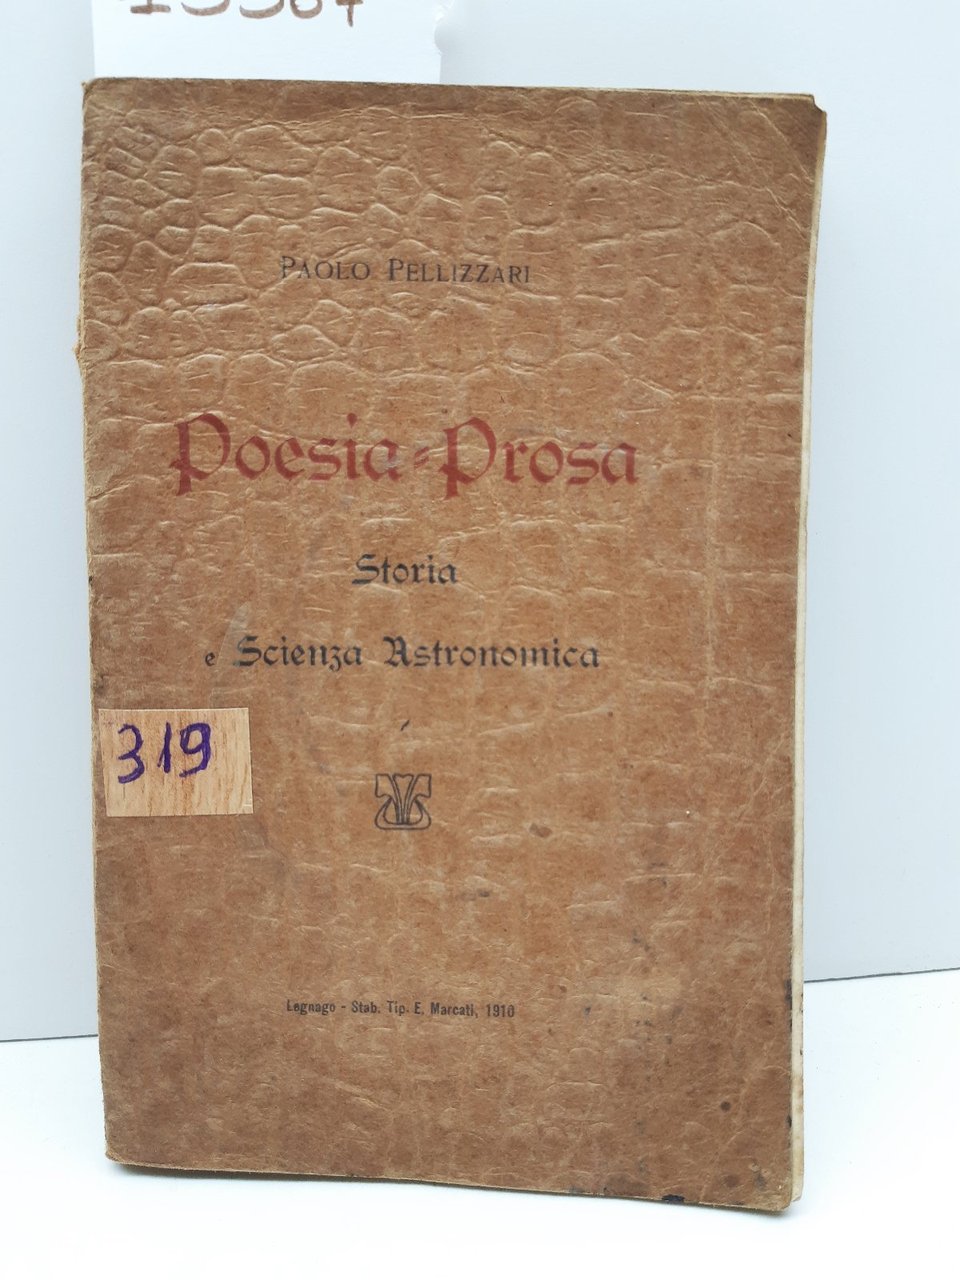 PAOLO PELLIZZARI
Poesia=Prosa
Storia
e Scienza Astronomica
319
Legnago - Stab. Tip. E. Marcati, 1910